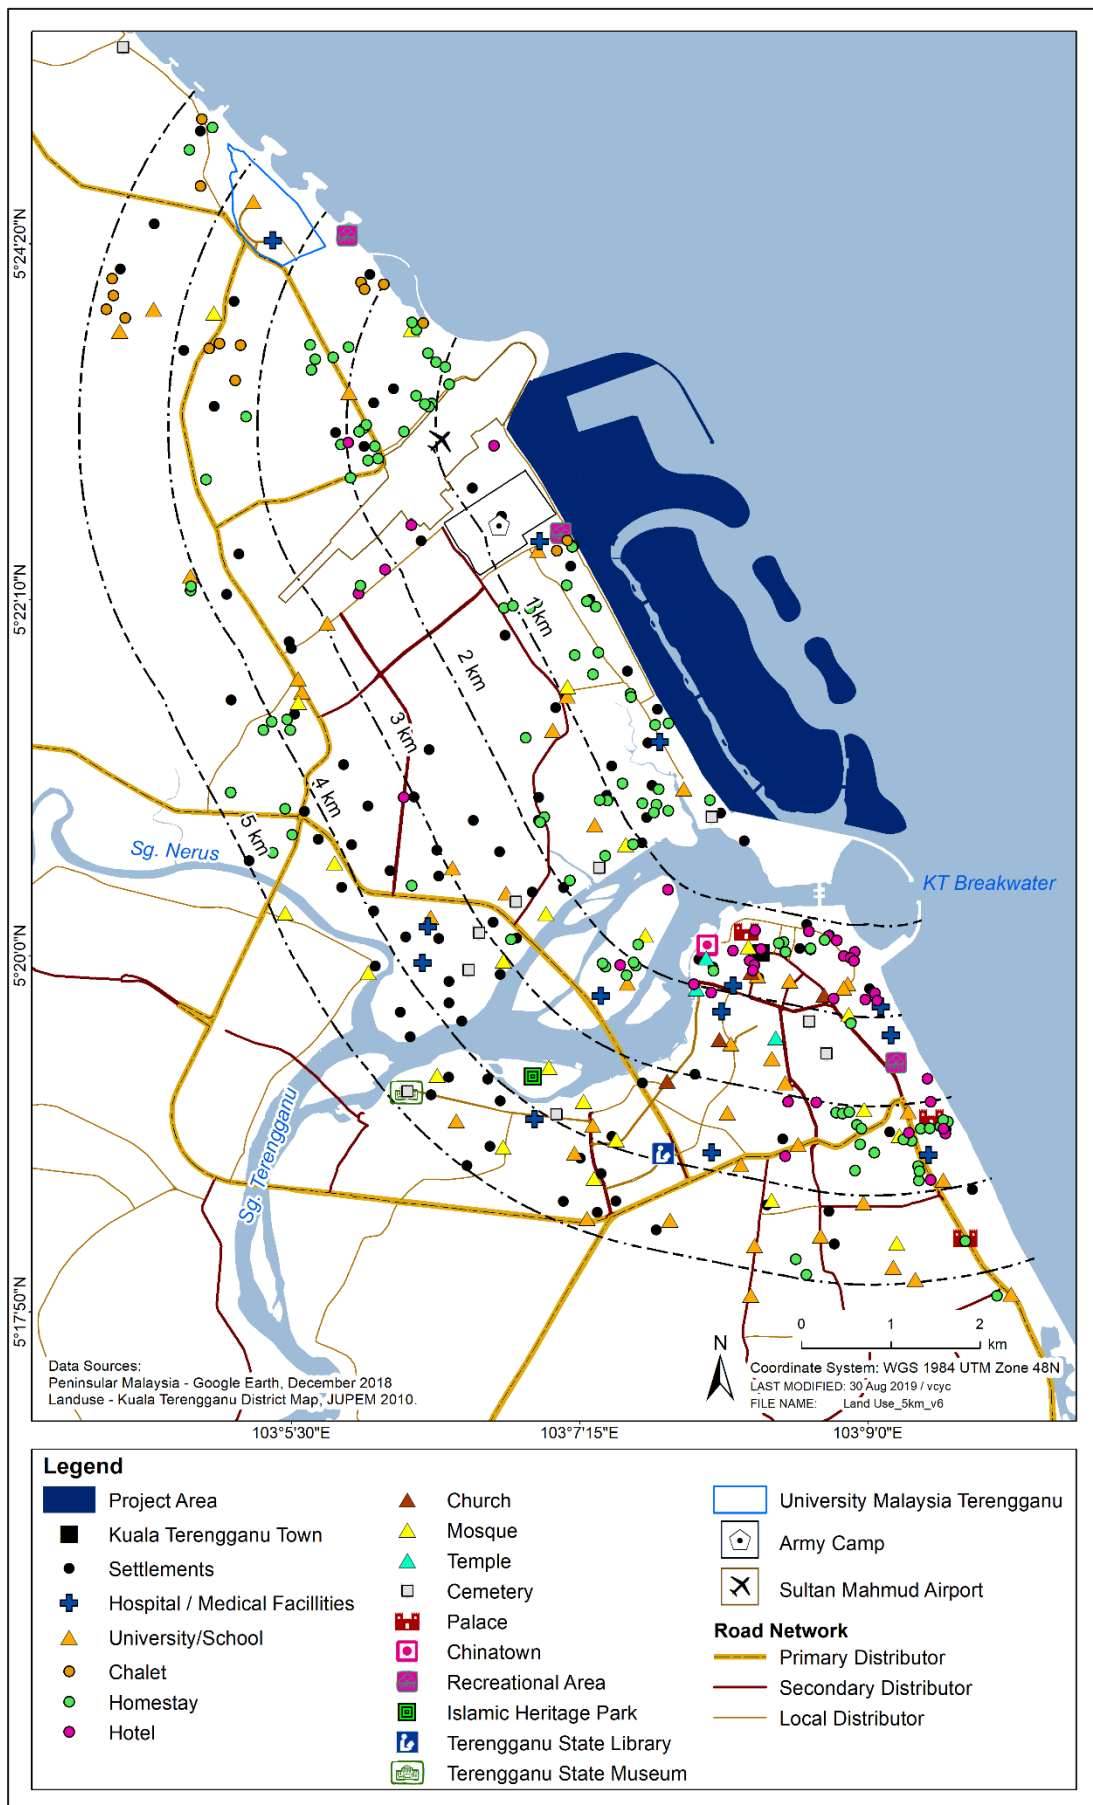 5°24'20"N
5°22'10"N
5°20'0"N
5°17'50"N
1 km
2 km
3 km
4 km
5 km
Sg. Nerus
KT Breakwater
Sg. Terengganu
0 1 2
km
N
Data Sources:
Peninsular Malaysia - Google Earth, December 2018
Landuse - Kuala Terengganu District Map, JUPEM 2010.
Coordinate System: WGS 1984 UTM Zone 48N
LAST MODIFIED: 30 Aug 2019 / vcyc
FILE NAME: Land Use_5km_v6
103°5'30"E
103°7'15"E
103°9'0"E
Legend
Project Area
Kuala Terengganu Town
Settlements
Hospital / Medical Facillities
University/School
Chalet
Homestay
Hotel
Church
Mosque
Temple
Cemetery
Palace
Chinatown
Recreational Area
Islamic Heritage Park
Terengganu State Library
Terengganu State Museum
University Malaysia Terengganu
Army Camp
Sultan Mahmud Airport
Road Network
Primary Distributor
Secondary Distributor
Local Distributor